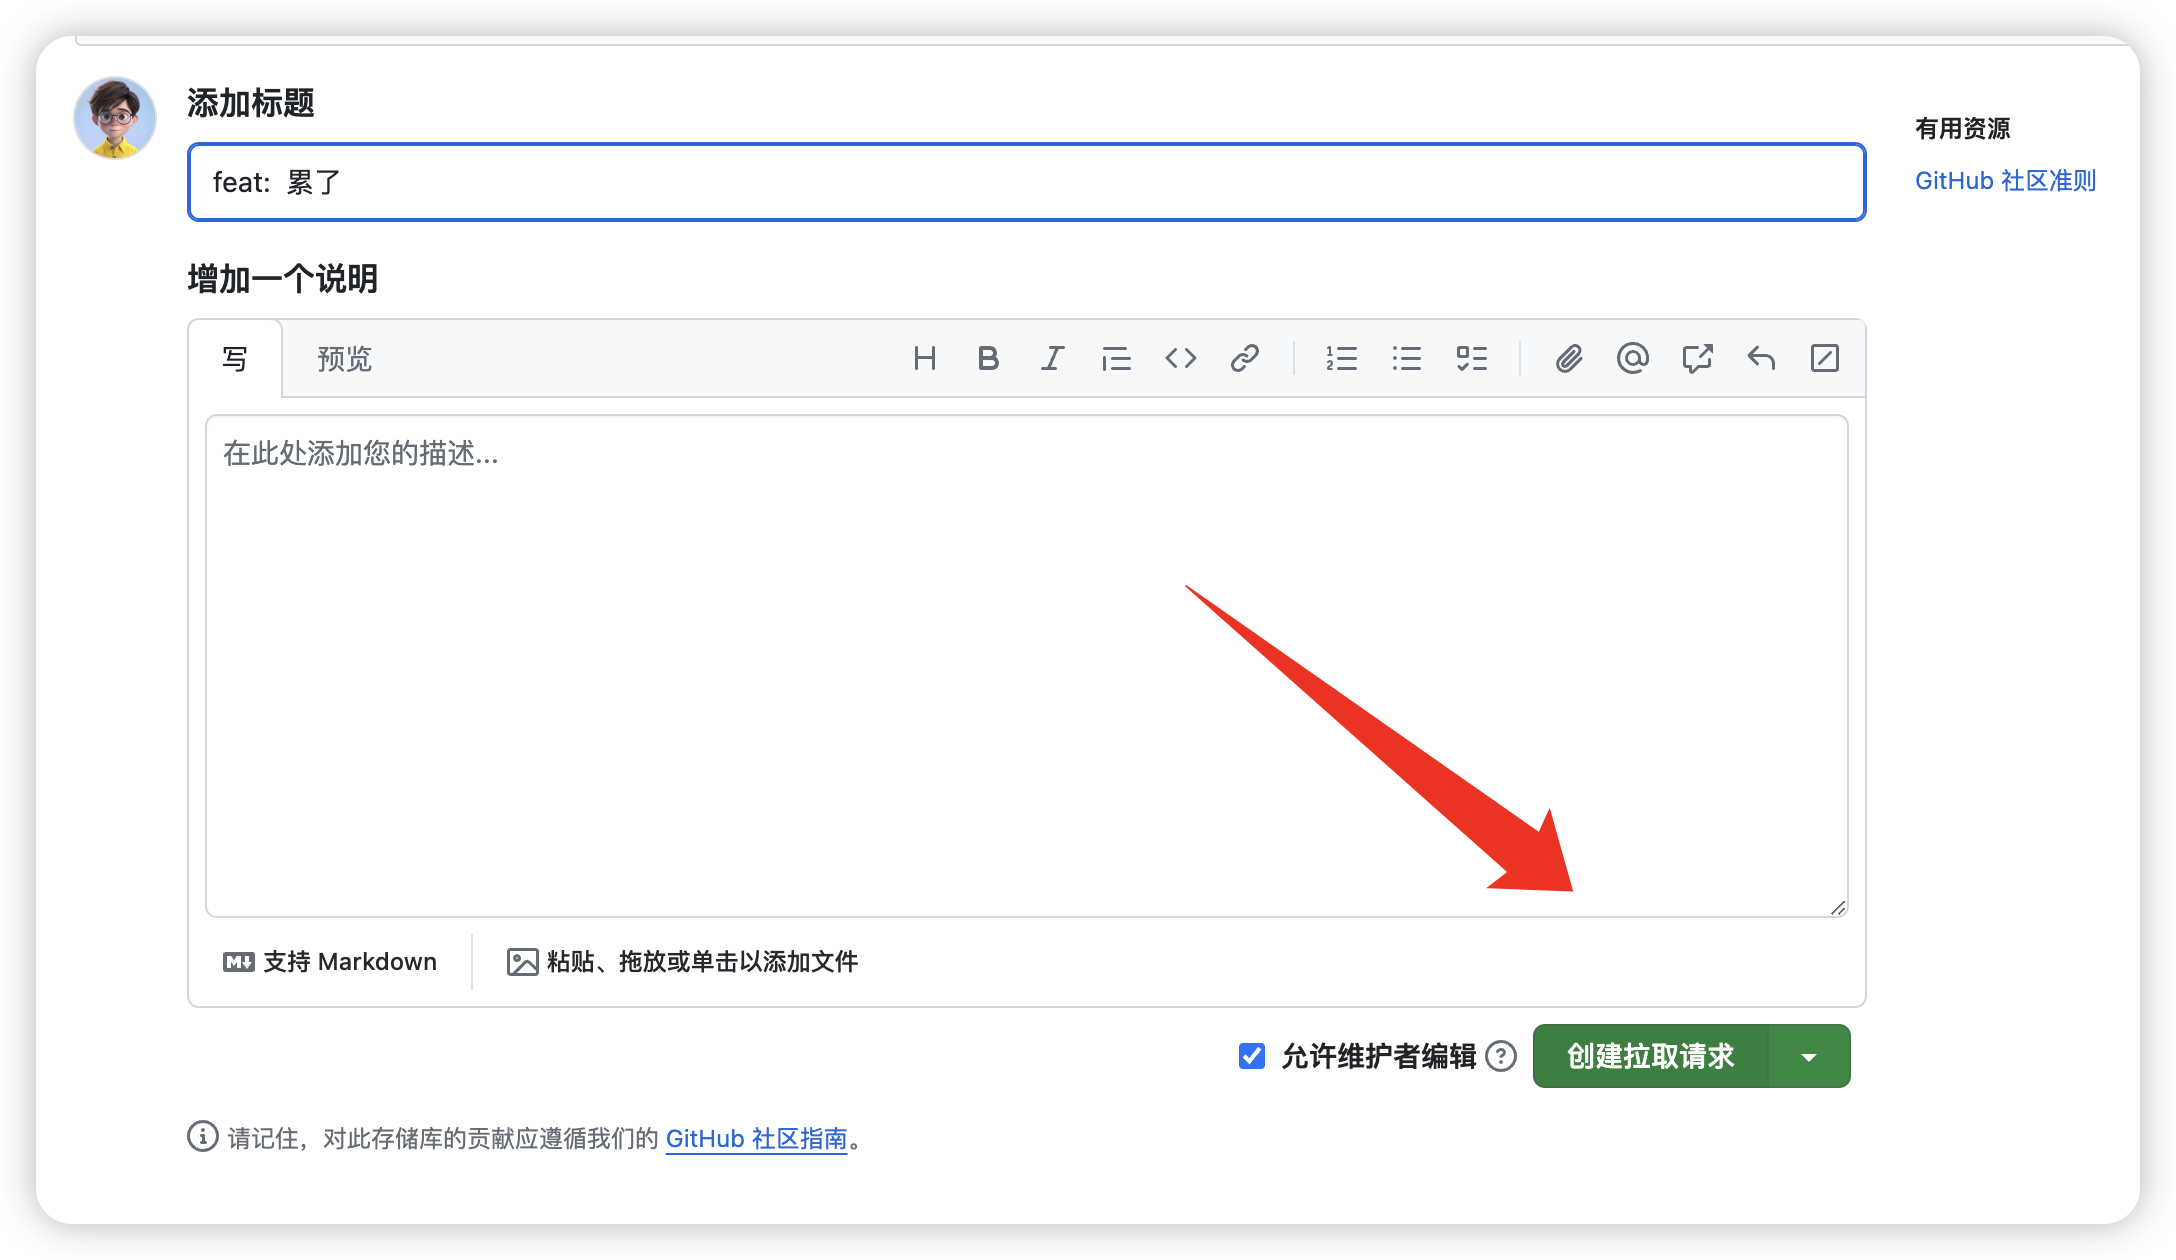 添加标题
feat: 累了
有用资源
GitHub 社区准则
增加一个说明
写 预览
在此处添加您的描述...
支持 Markdown 粘贴、拖放或单击以添加文件
允许维护者编辑 创建拉取请求
请记住，对此存储库的贡献应遵循我们的 GitHub 社区指南。